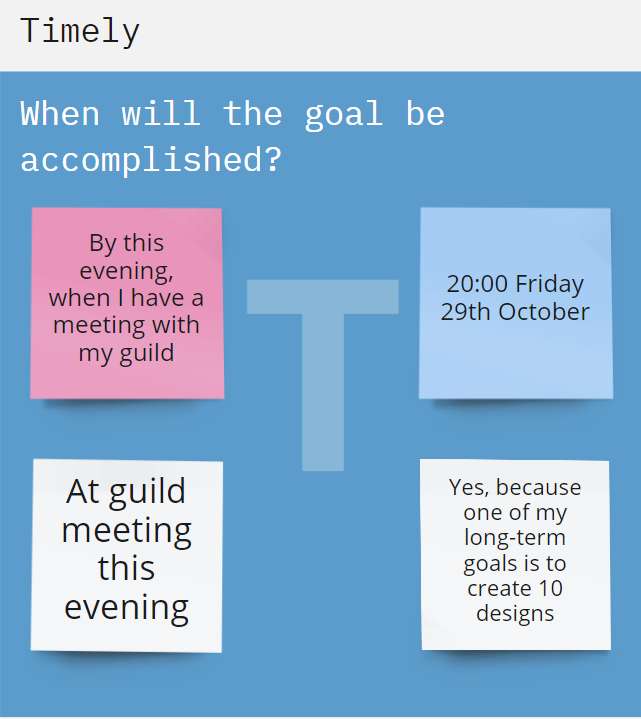 Timely
When will the goal be
accomplished?
By this
evening,
when I have a
meeting with
my guild
20:00 Friday
29th October
T
At guild
meeting
this
evening
Yes, because
one of my
long-term
goals is to
create 10
designs